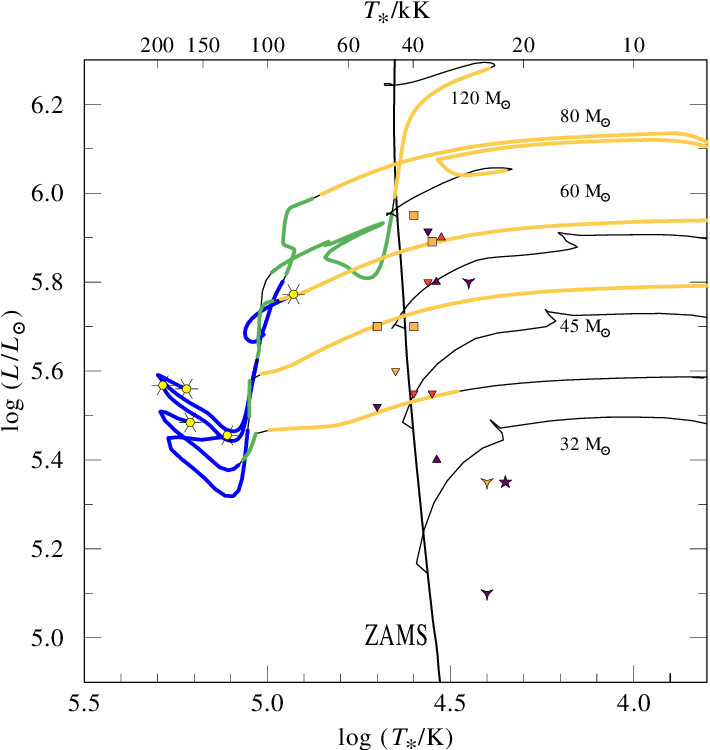 T*/kK
200 150 100 60 40 20 10
6.2
120 M⊙
80 M⊙
6.0
60 M⊙
5.8
45 M⊙
5.6
32 M⊙
5.4
5.2
ZAMS
5.0
5.5 5.0 4.5 4.0
log (T*/K)
log (L/L⊙)